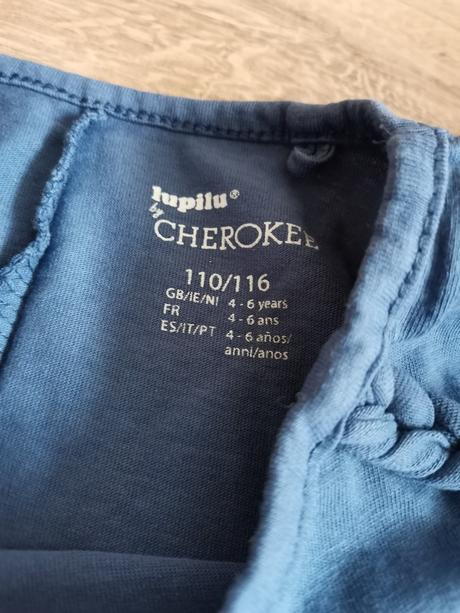 lupilu®
by
CHEROKEE
110/116
GB/IE/NI 4 - 6 years
FR 4 - 6 ans
ES/IT/PT 4 - 6 años/
anni/anos